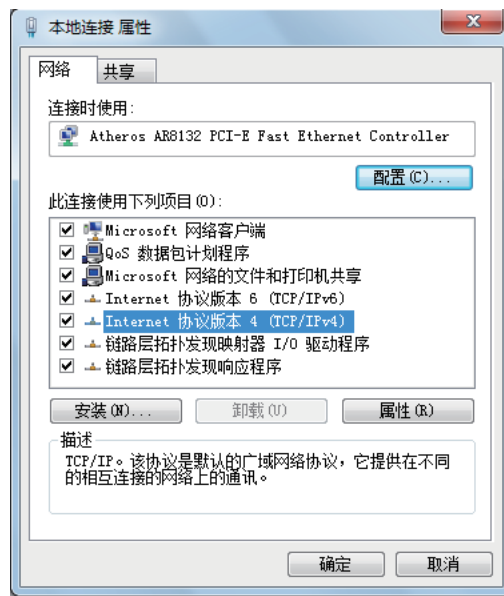 本地连接 属性
网络
共享
连接时使用:
Atheros AR8132 PCI-E Fast Ethernet Controller
配置(C)...
此连接使用下列项目(O):
Microsoft 网络客户端
QoS 数据包计划程序
Microsoft 网络的文件和打印机共享
Internet 协议版本 6 (TCP/IPv6)
Internet 协议版本 4 (TCP/IPv4)
链路层拓扑发现映射器 I/O 驱动程序
链路层拓扑发现响应程序
安装(N)...
卸载(U)
属性(R)
描述
TCP/IP。该协议是默认的广域网络协议，它提供在不同
的相互连接的网络上的通讯。
确定
取消